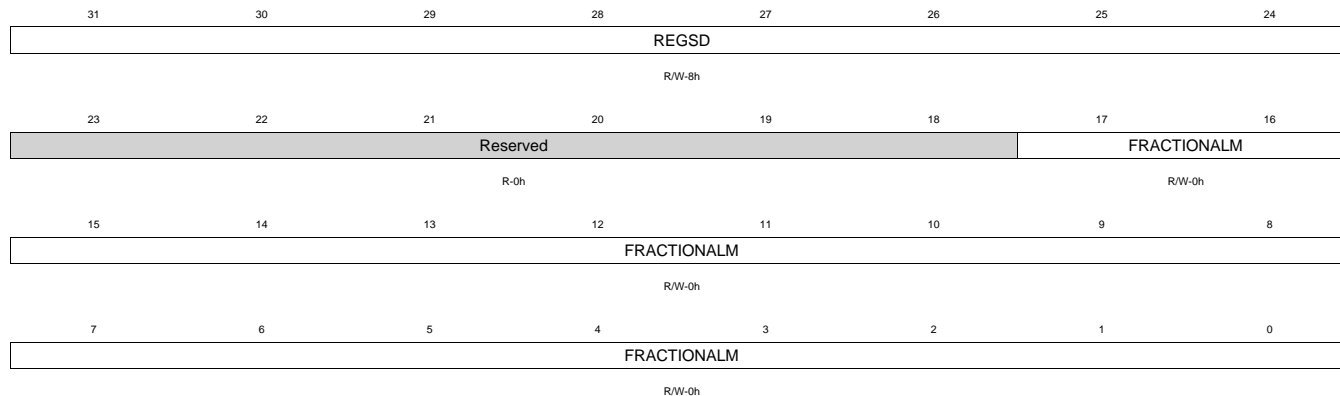 31 30 29 28 27 26 25 24
REGSD
R/W-8h
23 22 21 20 19 18 17 16
Reserved FRACTIONALM
R-0h R/W-0h
15 14 13 12 11 10 9 8
FRACTIONALM
R/W-0h
7 6 5 4 3 2 1 0
FRACTIONALM
R/W-0h